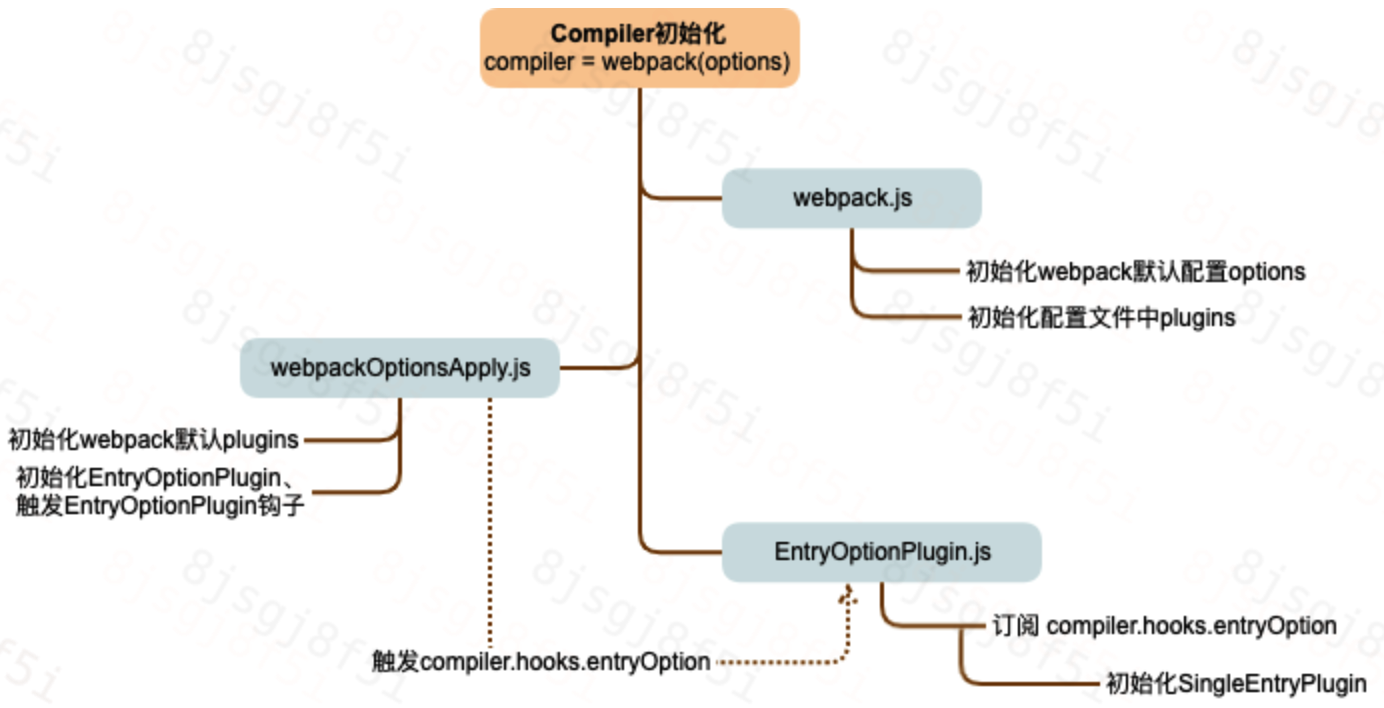 Compiler初始化
compiler = webpack(options)
webpack.js
初始化webpack默认配置options
初始化配置文件中plugins
webpackOptionsApply.js
初始化webpack默认plugins
初始化EntryOptionPlugin、
触发EntryOptionPlugin钩子
EntryOptionPlugin.js
订阅 compiler.hooks.entryOption
触发compiler.hooks.entryOption
初始化SingleEntryPlugin
8jsgj8f5i